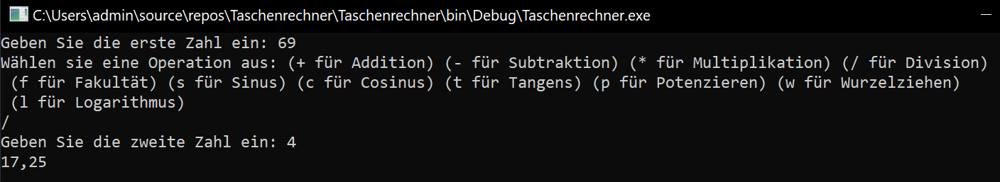 C:\Users\admin\source\repos\Taschenrechner\Taschenrechner\bin\Debug\Taschenrechner.exe
Geben Sie die erste Zahl ein: 69
Wählen sie eine Operation aus: (+ für Addition) (- für Subtraktion) (* für Multiplikation) (/ für Division)
(f für Fakultät) (s für Sinus) (c für Cosinus) (t für Tangens) (p für Potenzieren) (w für Wurzelziehen)
(l für Logarithmus)
/
Geben Sie die zweite Zahl ein: 4
17,25